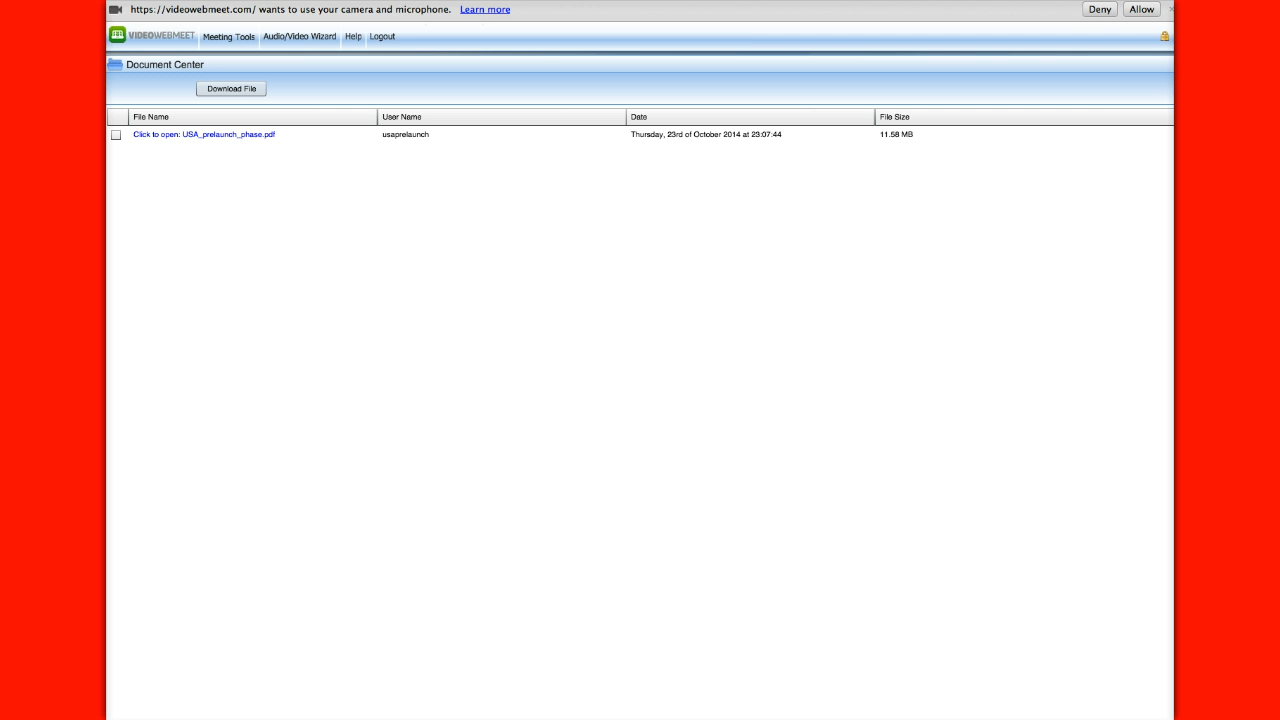 https://videowebmeet.com/ wants to use your camera and microphone. Learn more Deny Allow
VIDEOWEBMEET Meeting Tools Audio/Video Wizard Help Logout
Document Center
Download File
File Name User Name Date File Size
Click to open: USA_prelaunch_phase.pdf usaprelaunch Thursday, 23rd of October 2014 at 23:07:44 11.58 MB